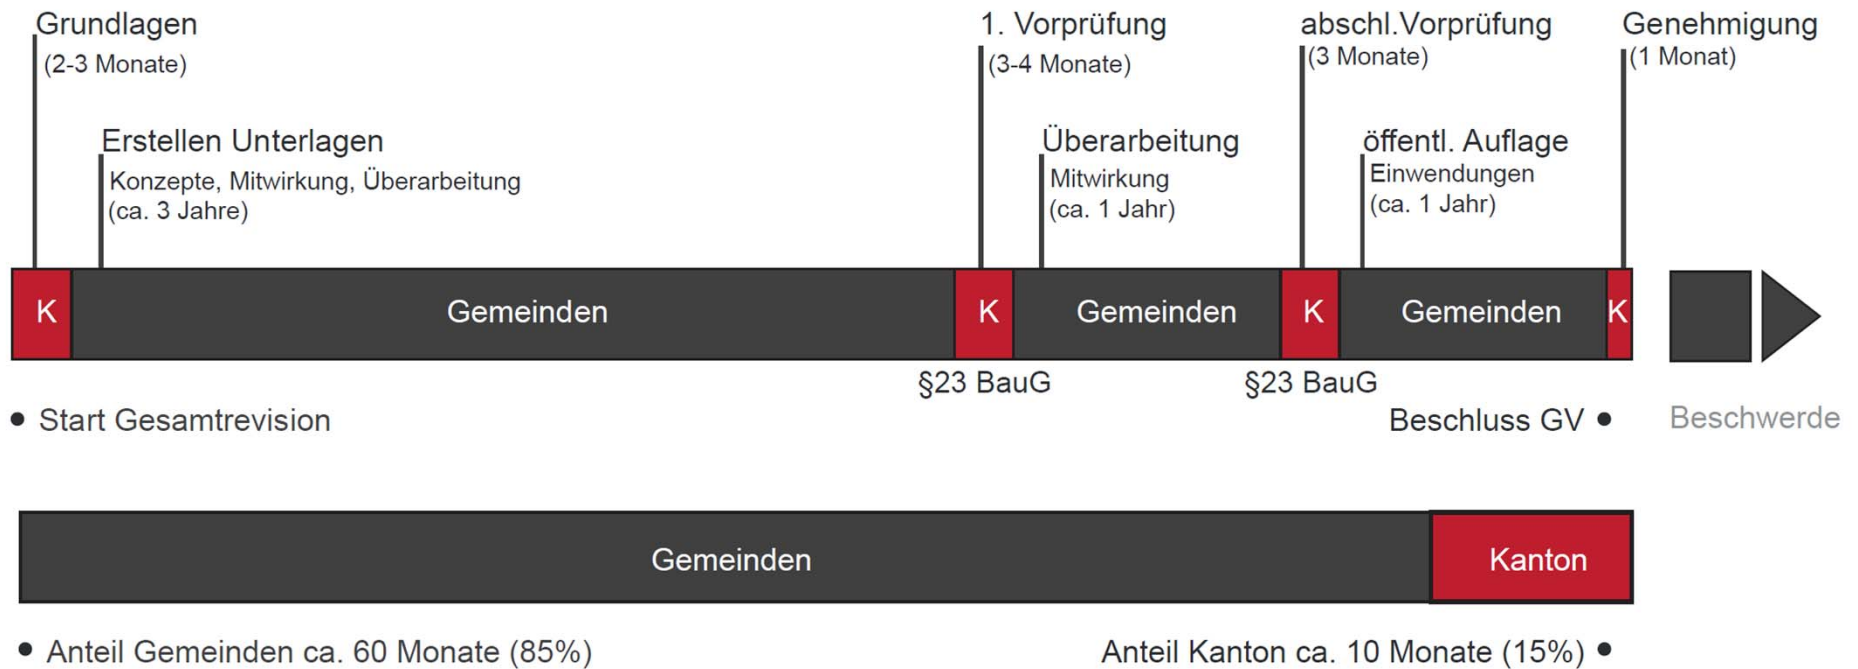 Grundlagen
(2-3 Monate)
1. Vorprüfung
(3-4 Monate)
abschl.Vorprüfung
(3 Monate)
Genehmigung
(1 Monat)
Erstellen Unterlagen
Konzepte, Mitwirkung, Überarbeitung
(ca. 3 Jahre)
Überarbeitung
Mitwirkung
(ca. 1 Jahr)
öffentl. Auflage
Einwendungen
(ca. 1 Jahr)
K
Gemeinden
K
Gemeinden
K
Gemeinden
K
§23 BauG
§23 BauG
• Start Gesamtrevision
Beschluss GV •
Beschwerde
Gemeinden
Kanton
• Anteil Gemeinden ca. 60 Monate (85%)
Anteil Kanton ca. 10 Monate (15%) •